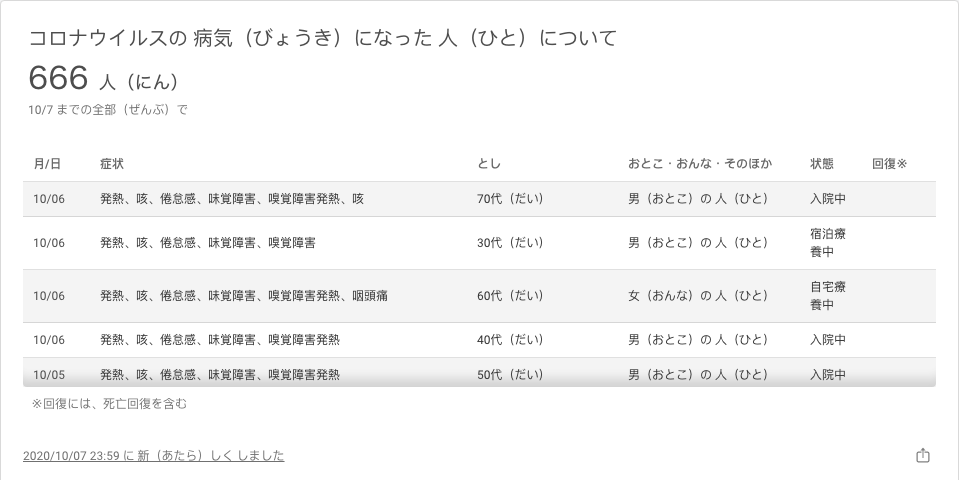 コロナウイルスの 病気（びょうき）になった 人（ひと）について
666 人（にん）
10/7 までの全部（ぜんぶ）で
月/日 症状 とし おとこ・おんな・そのほか 状態 回復※
10/06 発熱、咳、倦怠感、味覚障害、嗅覚障害発熱、咳 70代（だい） 男（おとこ）の 人（ひと） 入院中
10/06 発熱、咳、倦怠感、味覚障害、嗅覚障害 30代（だい） 男（おとこ）の 人（ひと） 宿泊療
養中
10/06 発熱、咳、倦怠感、味覚障害、嗅覚障害発熱、咽頭痛 60代（だい） 女（おんな）の 人（ひと） 自宅療
養中
10/06 発熱、咳、倦怠感、味覚障害、嗅覚障害発熱 40代（だい） 男（おとこ）の 人（ひと） 入院中
10/05 発熱、咳、倦怠感、味覚障害、嗅覚障害発熱 50代（だい） 男（おとこ）の 人（ひと） 入院中
※回復には、死亡回復を含む
2020/10/07 23:59 に 新（あたら）しく しました